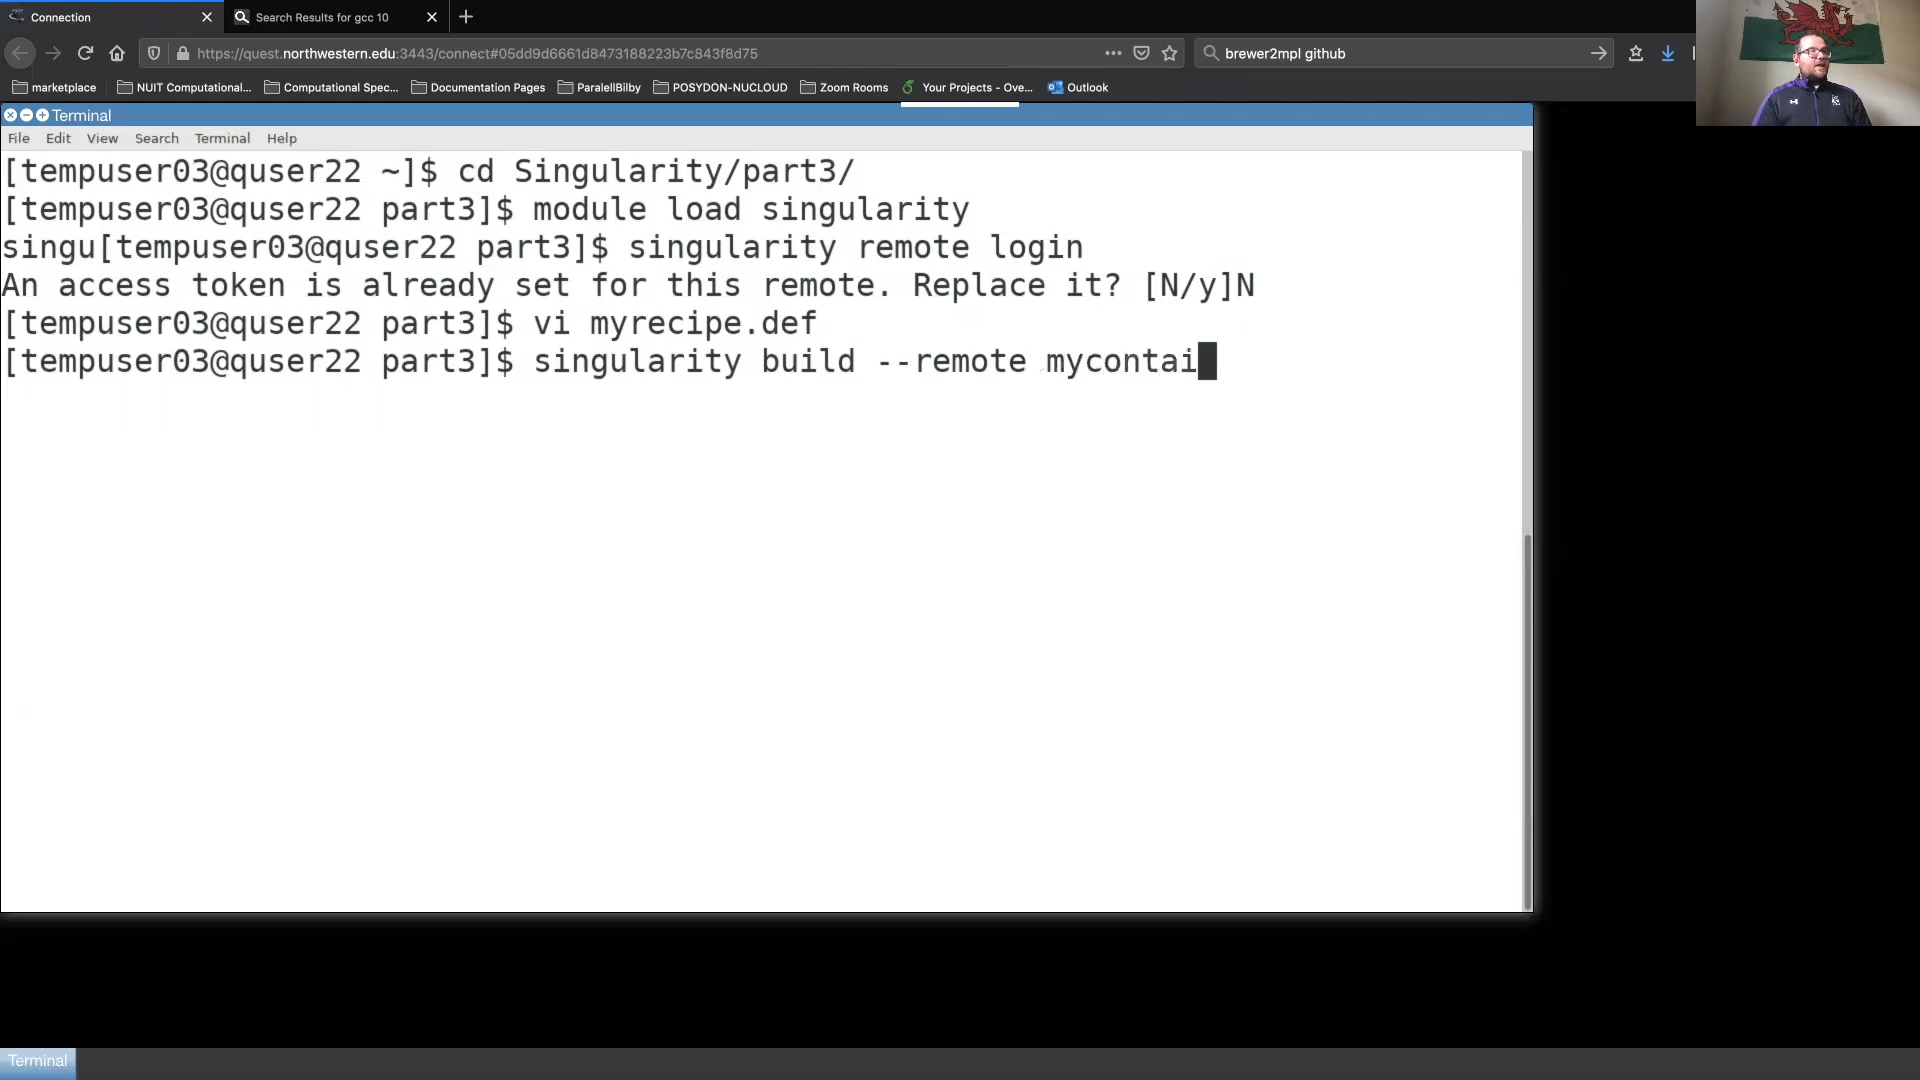 Connection
Search Results for gcc 10
https://quest.northwestern.edu:3443/connect#05dd9d6661d8473188223b7c843f8d75
brewer2mpl github
marketplace
NUIT Computational...
Computational Spec...
Documentation Pages
ParalellBilby
POSYDON-NUCLOUD
Zoom Rooms
Your Projects - Ove...
Outlook
Terminal
File Edit View Search Terminal Help
[tempuser03@quser22 ~]$ cd Singularity/part3/
[tempuser03@quser22 part3]$ module load singularity
singu[tempuser03@quser22 part3]$ singularity remote login
An access token is already set for this remote. Replace it? [N/y]N
[tempuser03@quser22 part3]$ vi myrecipe.def
[tempuser03@quser22 part3]$ singularity build --remote mycontai
Terminal